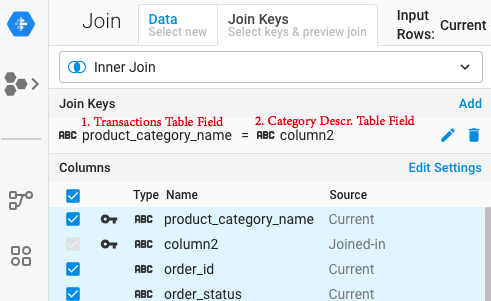 Join
Data
Select new
Join Keys
Select keys & preview join
Input
Rows: Current
Inner Join
Join Keys
Add
1. Transactions Table Field
2. Category Descr. Table Field
ABC product_category_name = ABC column2
Columns
Edit Settings
Type Name Source
ABC product_category_name Current
ABC column2 Joined-in
ABC order_id Current
ABC order_status Current